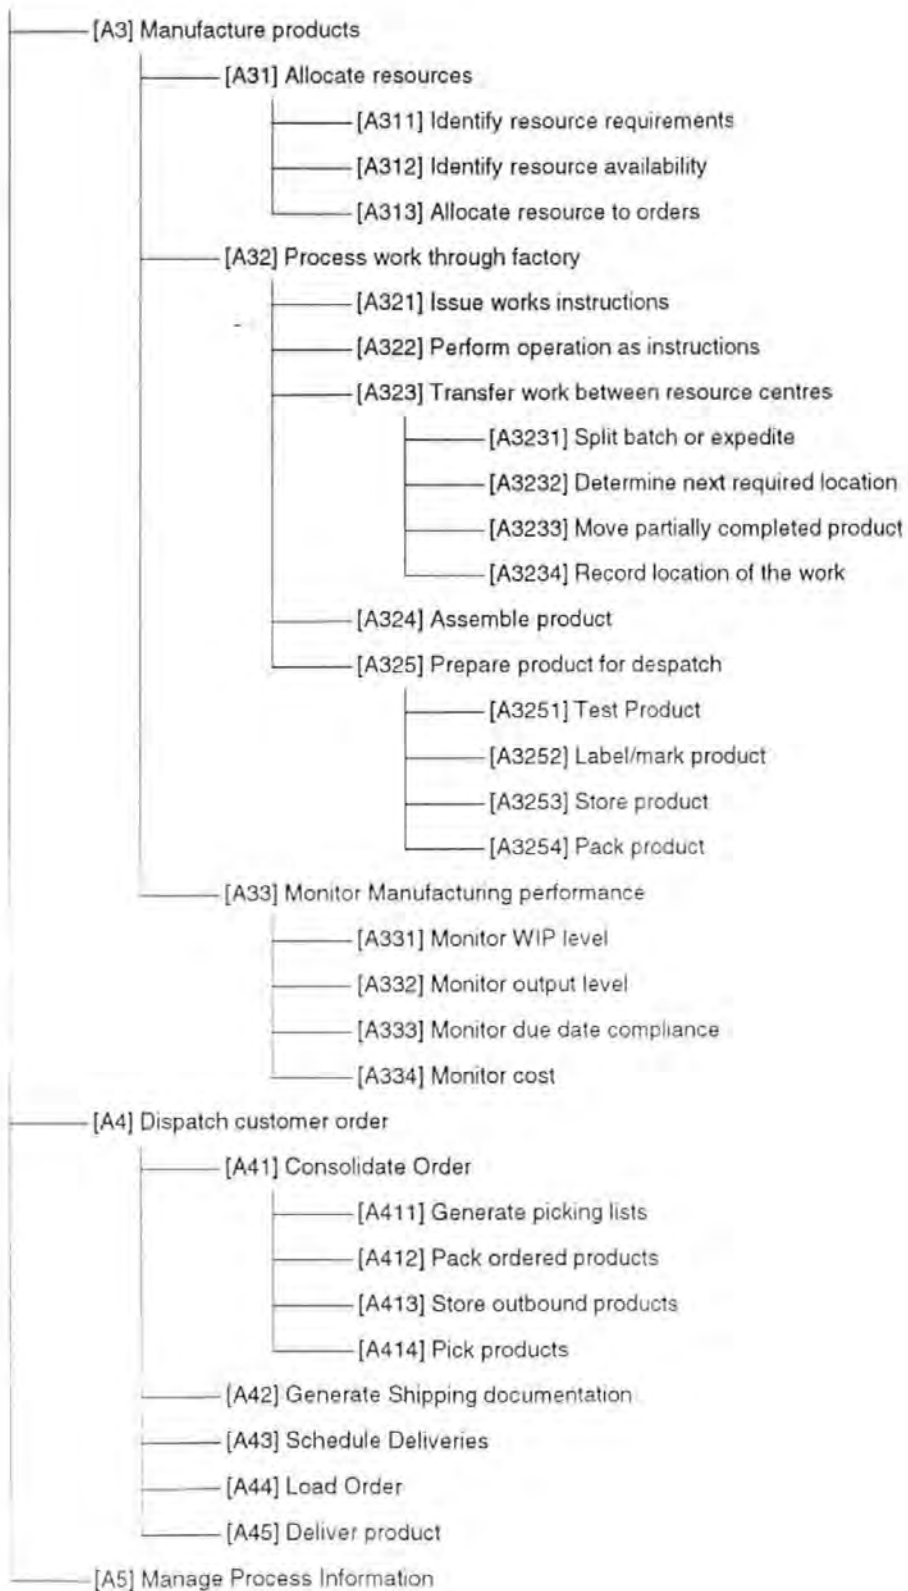 [A3] Manufacture products
[A31] Allocate resources
[A311] Identify resource requirements
[A312] Identify resource availability
[A313] Allocate resource to orders
[A32] Process work through factory
[A321] Issue works instructions
[A322] Perform operation as instructions
[A323] Transfer work between resource centres
[A3231] Split batch or expedite
[A3232] Determine next required location
[A3233] Move partially completed product
[A3234] Record location of the work
[A324] Assemble product
[A325] Prepare product for despatch
[A3251] Test Product
[A3252] Label/mark product
[A3253] Store product
[A3254] Pack product
[A33] Monitor Manufacturing performance
[A331] Monitor WIP level
[A332] Monitor output level
[A333] Monitor due date compliance
[A334] Monitor cost
[A4] Dispatch customer order
[A41] Consolidate Order
[A411] Generate picking lists
[A412] Pack ordered products
[A413] Store outbound products
[A414] Pick products
[A42] Generate Shipping documentation
[A43] Schedule Deliveries
[A44] Load Order
[A45] Deliver product
[A5] Manage Process Information